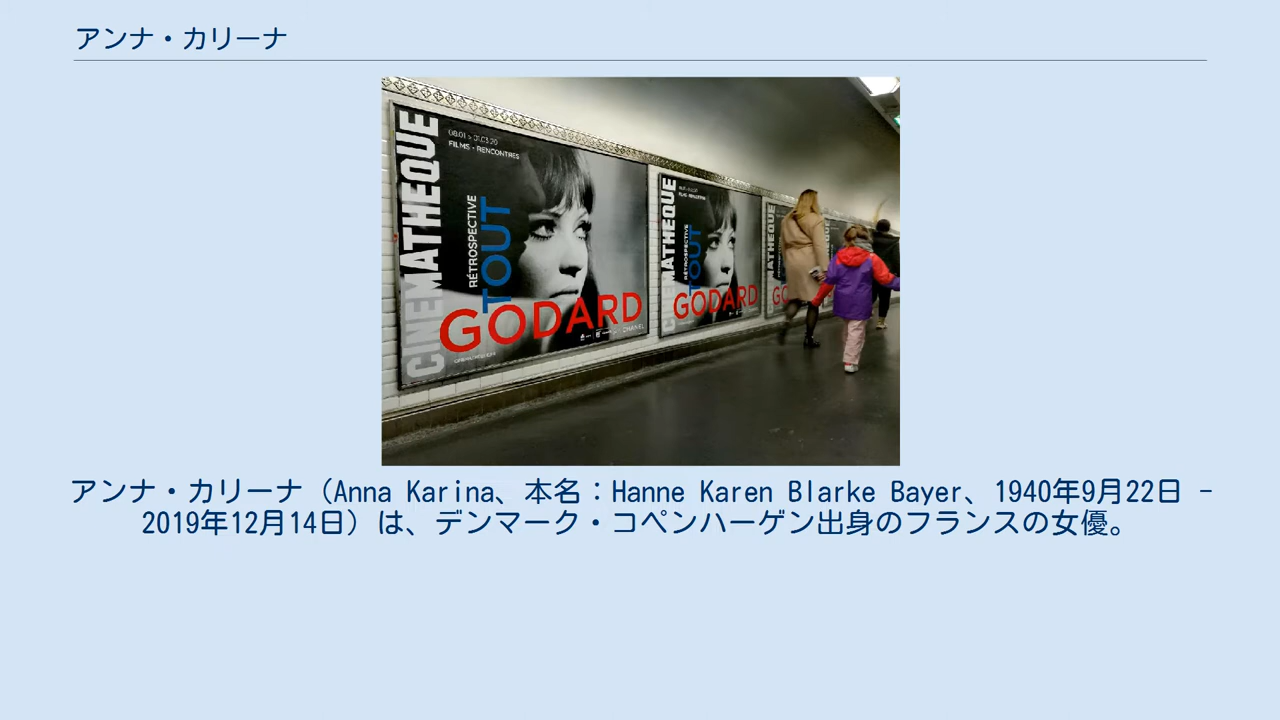 アンナ・カリーナ
CINEMATHEQUE
08.01 > 01.03.20
FILMS • RENCONTRES
RÉTROSPECTIVE
TOUT
GODARD
CHANEL
CINEMATHEQUE
FILMS • RENCONTRES
RÉTROSPECTIVE
TOUT
GODARD
アンナ・カリーナ（Anna Karina、本名：Hanne Karen Blarke Bayer、1940年9月22日 -
2019年12月14日）は、デンマーク・コペンハーゲン出身のフランスの女優。